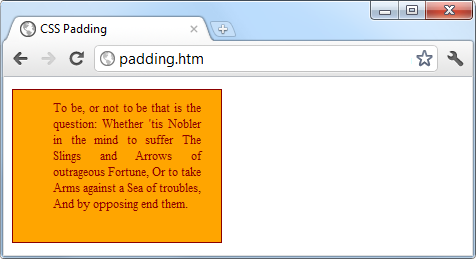 CSS Padding
padding.htm
To be, or not to be that is the
question: Whether 'tis Nobler
in the mind to suffer The
Slings and Arrows of
outrageous Fortune, Or to take
Arms against a Sea of troubles,
And by opposing end them.